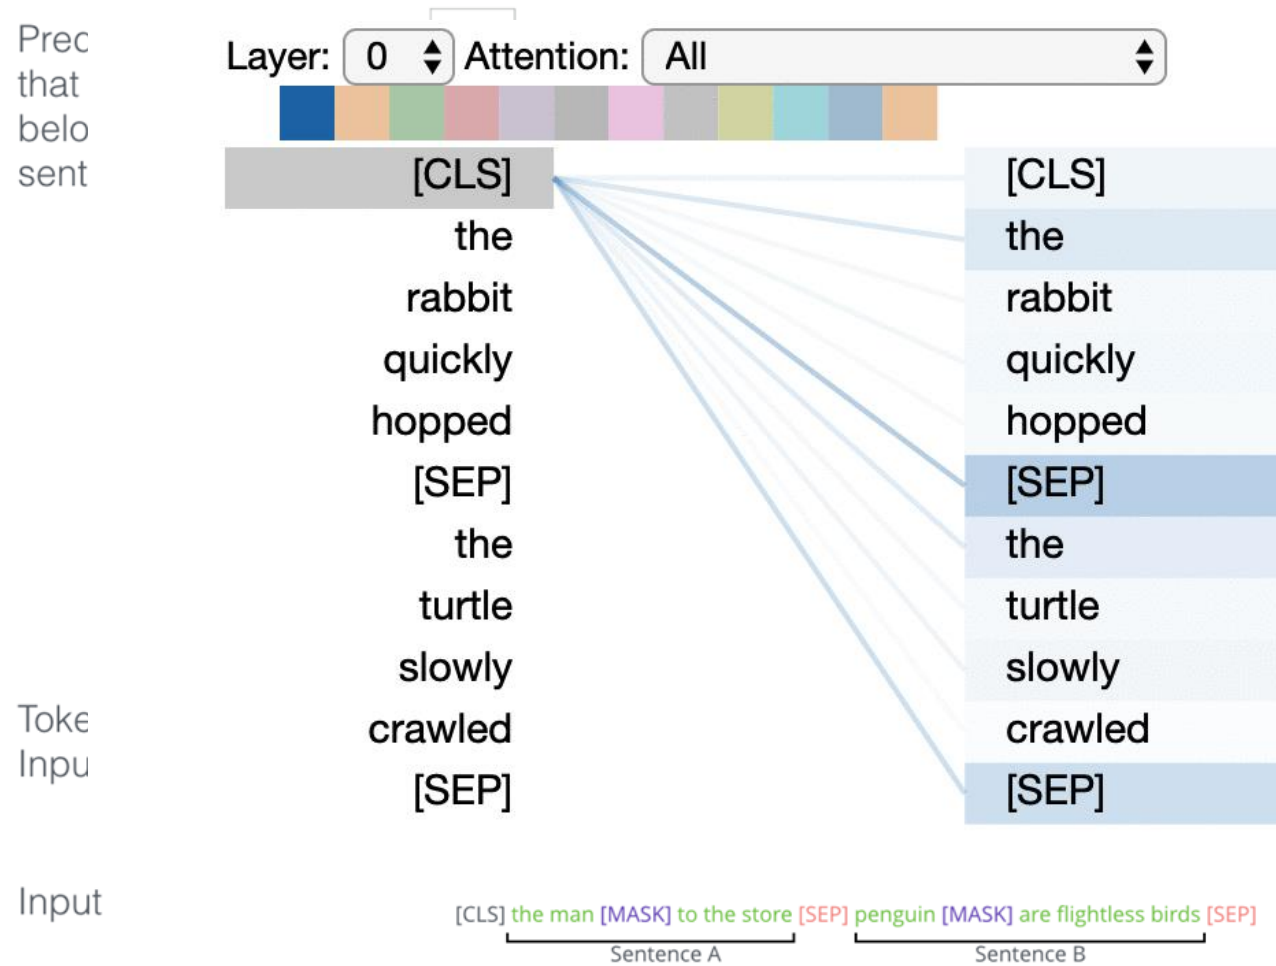 Layer: 0 Attention: All
that
belo
sent
[CLS] [CLS]
the the
rabbit rabbit
quickly quickly
hopped hopped
[SEP] [SEP]
the the
turtle turtle
slowly slowly
crawled crawled
[SEP] [SEP]
Toke
Inpu
Input
[CLS] the man [MASK] to the store [SEP] penguin [MASK] are flightless birds [SEP]
Sentence A Sentence B